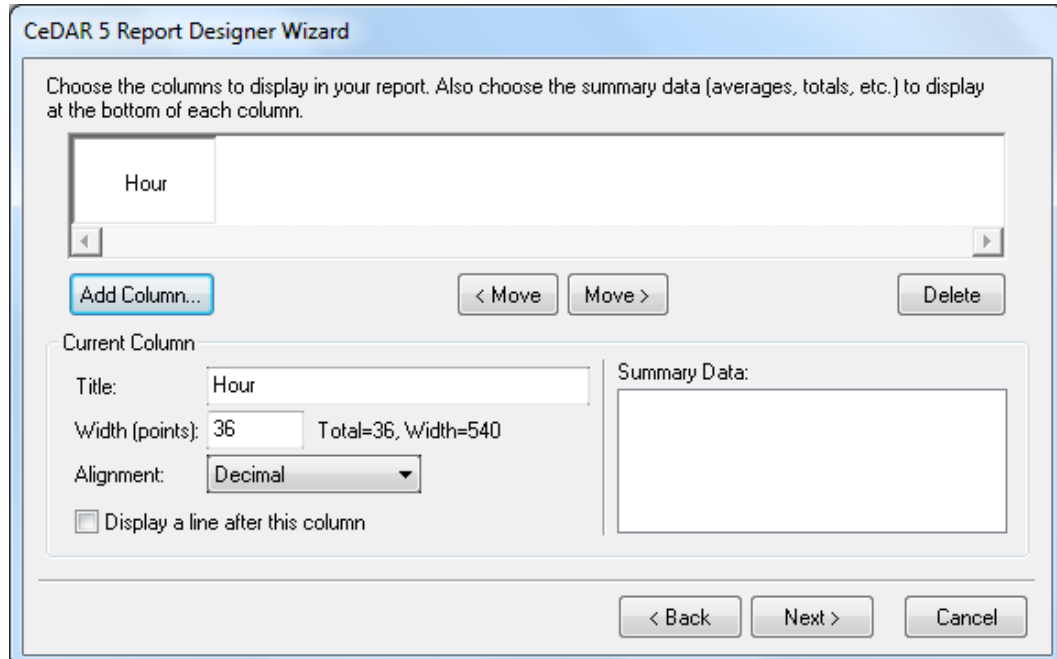 CeDAR 5 Report Designer Wizard
Choose the columns to display in your report. Also choose the summary data (averages, totals, etc.) to display
at the bottom of each column.
Hour
Add Column...
< Move
Move >
Delete
Current Column
Title:
Hour
Summary Data:
Width (points):
36
Total=36, Width=540
Alignment:
Decimal
Display a line after this column
< Back
Next >
Cancel